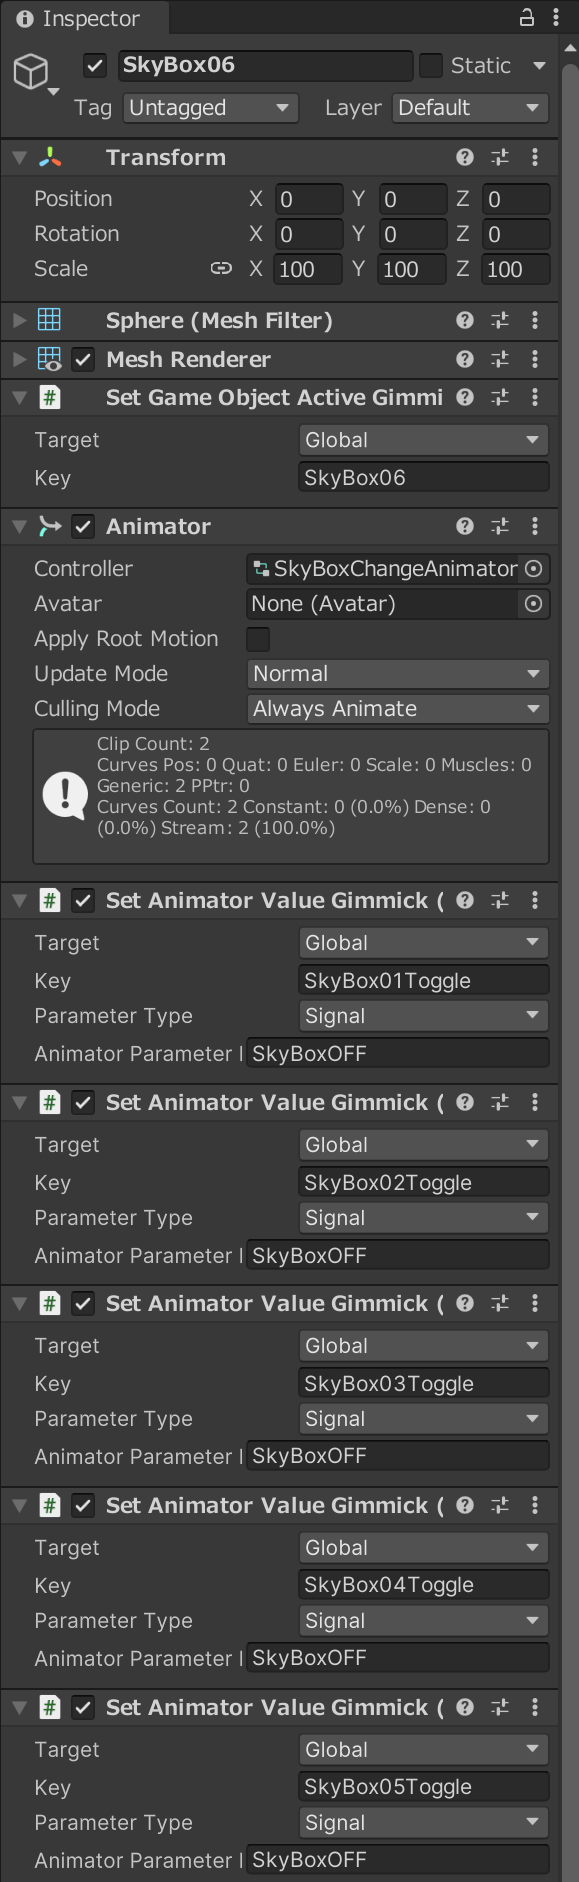 Inspector
SkyBox06
Static
Tag Untagged Layer Default
Transform
Position X 0 Y 0 Z 0
Rotation X 0 Y 0 Z 0
Scale X 100 Y 100 Z 100
Sphere (Mesh Filter)
Mesh Renderer
Set Game Object Active Gimmi
Target Global
Key SkyBox06
Animator
Controller SkyBoxChangeAnimator
Avatar None (Avatar)
Apply Root Motion
Update Mode Normal
Culling Mode Always Animate
Clip Count: 2
Curves Pos: 0 Quat: 0 Euler: 0 Scale: 0 Muscles: 0
Generic: 2 PPtr: 0
Curves Count: 2 Constant: 0 (0.0%) Dense: 0
(0.0%) Stream: 2 (100.0%)
Set Animator Value Gimmick (
Target Global
Key SkyBox01Toggle
Parameter Type Signal
Animator Parameter SkyBoxOFF
Set Animator Value Gimmick (
Target Global
Key SkyBox02Toggle
Parameter Type Signal
Animator Parameter SkyBoxOFF
Set Animator Value Gimmick (
Target Global
Key SkyBox03Toggle
Parameter Type Signal
Animator Parameter SkyBoxOFF
Set Animator Value Gimmick (
Target Global
Key SkyBox04Toggle
Parameter Type Signal
Animator Parameter SkyBoxOFF
Set Animator Value Gimmick (
Target Global
Key SkyBox05Toggle
Parameter Type Signal
Animator Parameter SkyBoxOFF